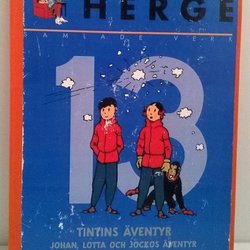 HERGÉ
SAMLADE VERK
13
TINTINS ÄVENTYR
JOHAN, LOTTA OCH JOCKOS ÄVENTYR